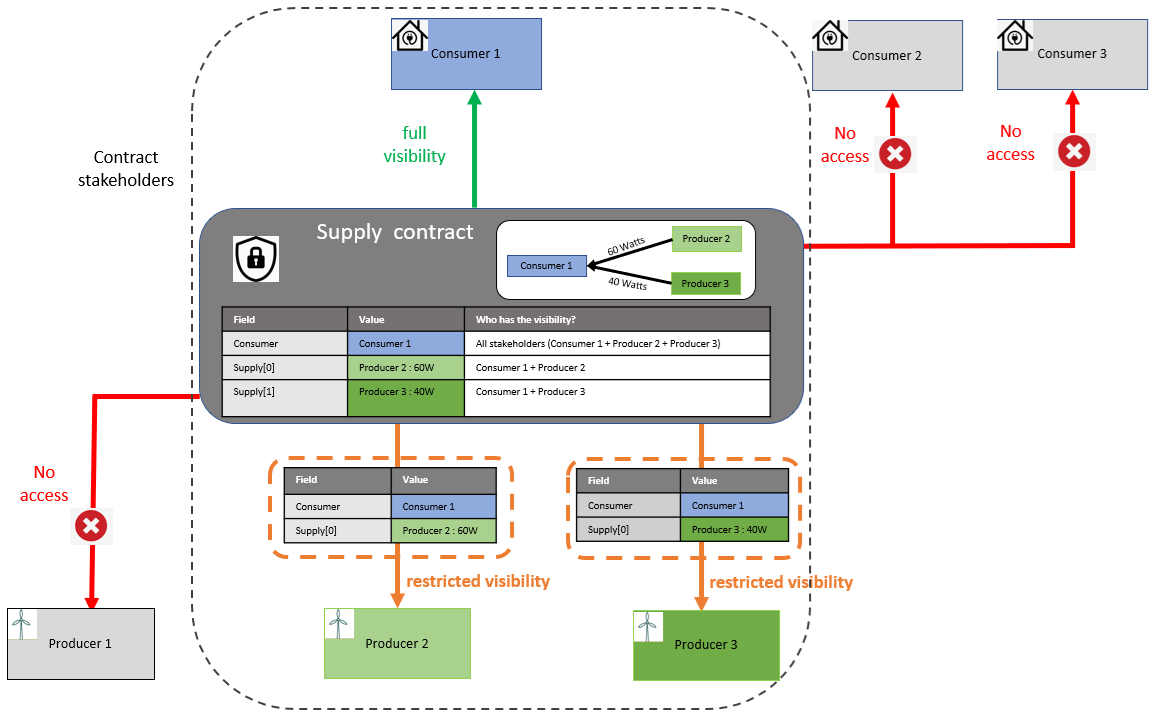 Consumer 1
Consumer 2
Consumer 3
full
visibility
No
access
No
access
Contract
stakeholders
Supply contract
Consumer 1
60 Watts
40 Watts
Producer 2
Producer 3
Field Value Who has the visibility?
Consumer Consumer 1 All stakeholders (Consumer 1 + Producer 2 + Producer 3)
Supply[0] Producer 2 : 60W Consumer 1 + Producer 2
Supply[1] Producer 3 : 40W Consumer 1 + Producer 3
No
access
Field Value
Consumer Consumer 1
Supply[0] Producer 2 : 60W
Field Value
Consumer Consumer 1
Supply[0] Producer 3 : 40W
restricted visibility
restricted visibility
Producer 1
Producer 2
Producer 3